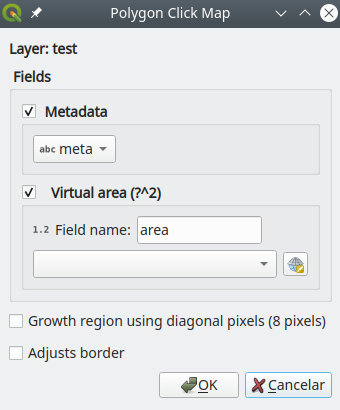 Polygon Click Map
Layer: test
Fields
Metadata
abc meta
Virtual area (?^2)
1.2 Field name: area
Growth region using diagonal pixels (8 pixels)
Adjusts border
OK Cancelar